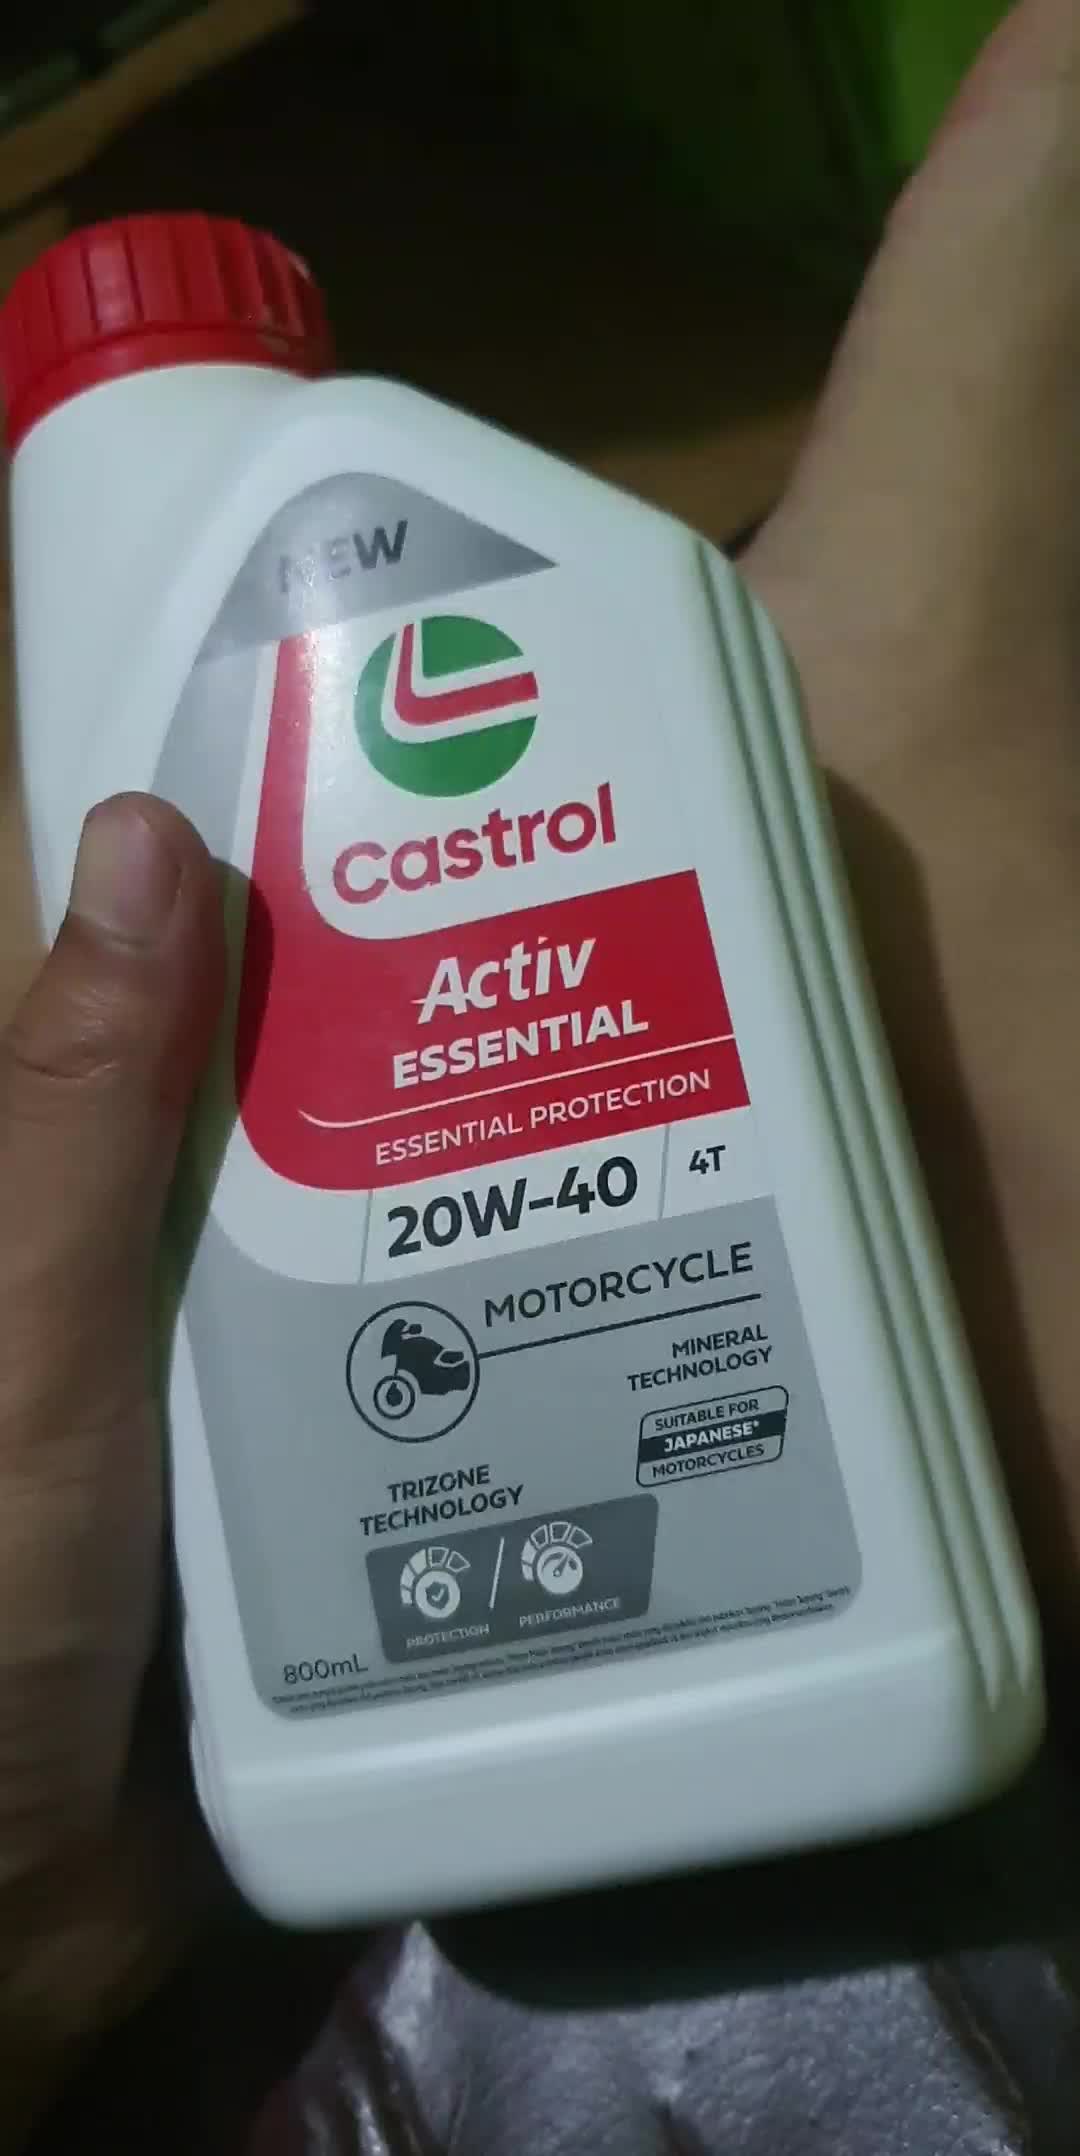 NEW
Castrol
Activ
ESSENTIAL
ESSENTIAL PROTECTION
20W-40
4T
MOTORCYCLE
MINERAL
TECHNOLOGY
SUITABLE FOR
JAPANESE*
MOTORCYCLES
TRIZONE
TECHNOLOGY
PROTECTION
PERFORMANCE
800mL